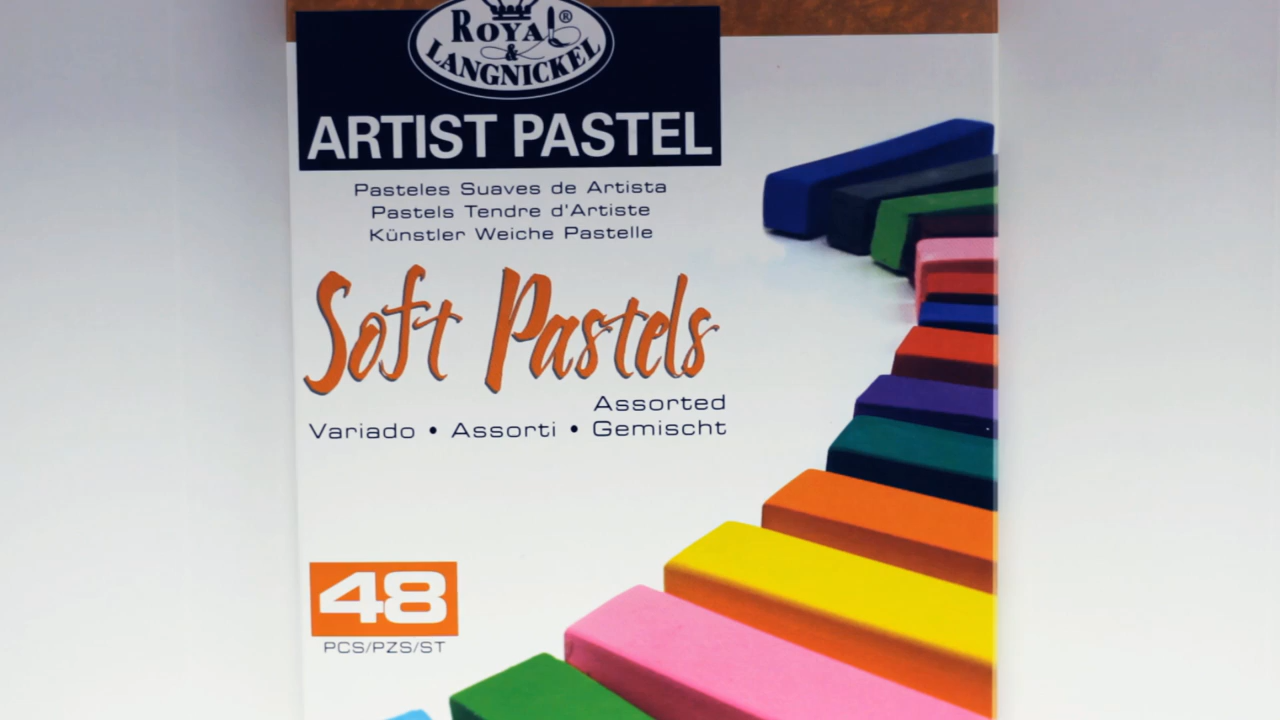 ROYAL®
&
LANGNICKEL
ARTIST PASTEL
Pasteles Suaves de Artista
Pastels Tendre d'Artiste
Künstler Weiche Pastelle
Soft Pastels
Assorted
Variado • Assorti • Gemischt
48
PCS/PZS/ST